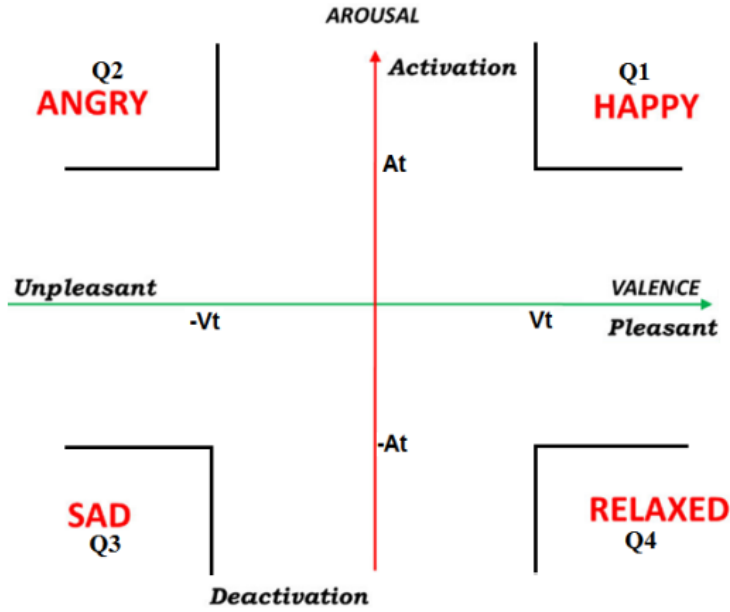 AROUSAL
Q2
ANGRY
Activation
Q1
HAPPY
At
Unpleasant
VALENCE
-Vt
Vt
Pleasant
-At
SAD
Q3
RELAXED
Q4
Deactivation